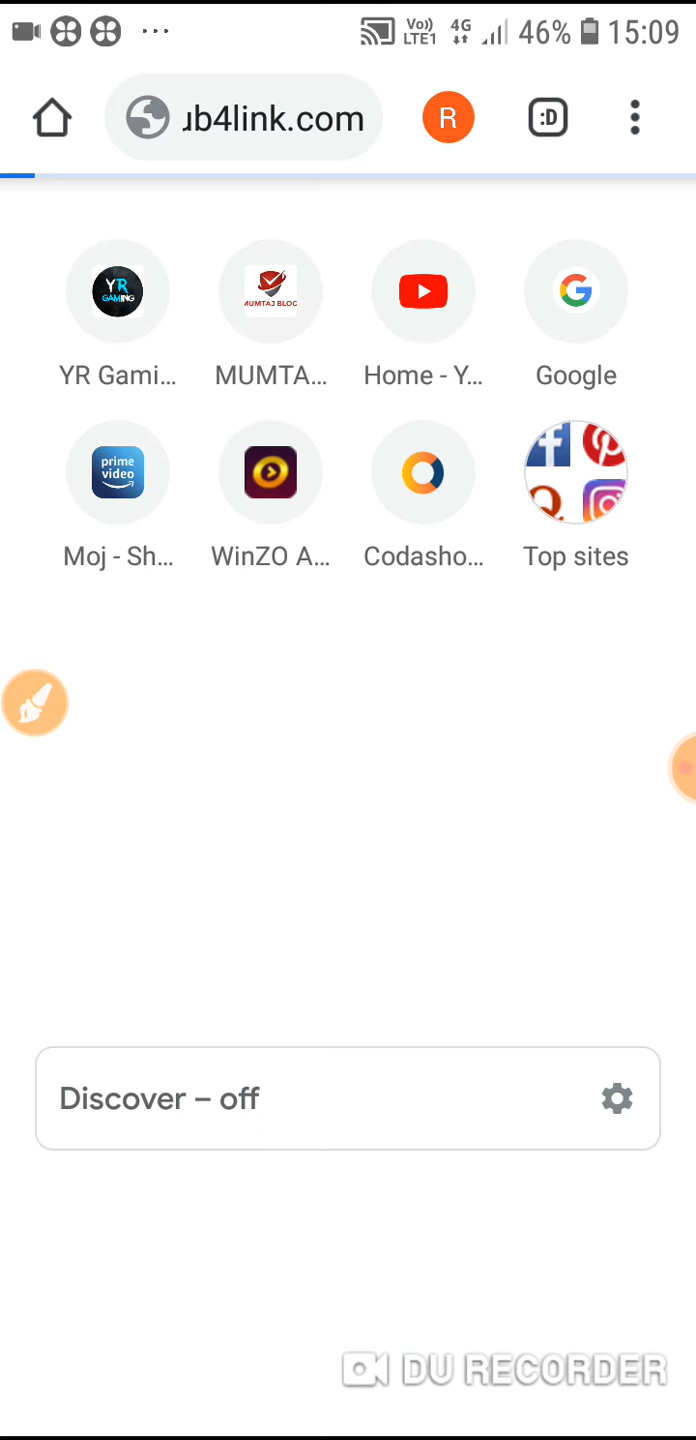 Vo)) LTE1 4G 46% 15:09
ub4link.com R :D
YR GAMING
MUMTAJ BLOG
YR Gami... MUMTA... Home - Y... Google
prime video
Moj - Sh... WinZO A... Codasho... Top sites
Discover – off
DU RECORDER